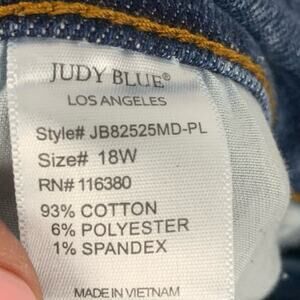 JUDY BLUE®
LOS ANGELES
Style# JB82525MD-PL
Size# 18W
RN# 116380
93% COTTON
6% POLYESTER
1% SPANDEX
MADE IN VIETNAM